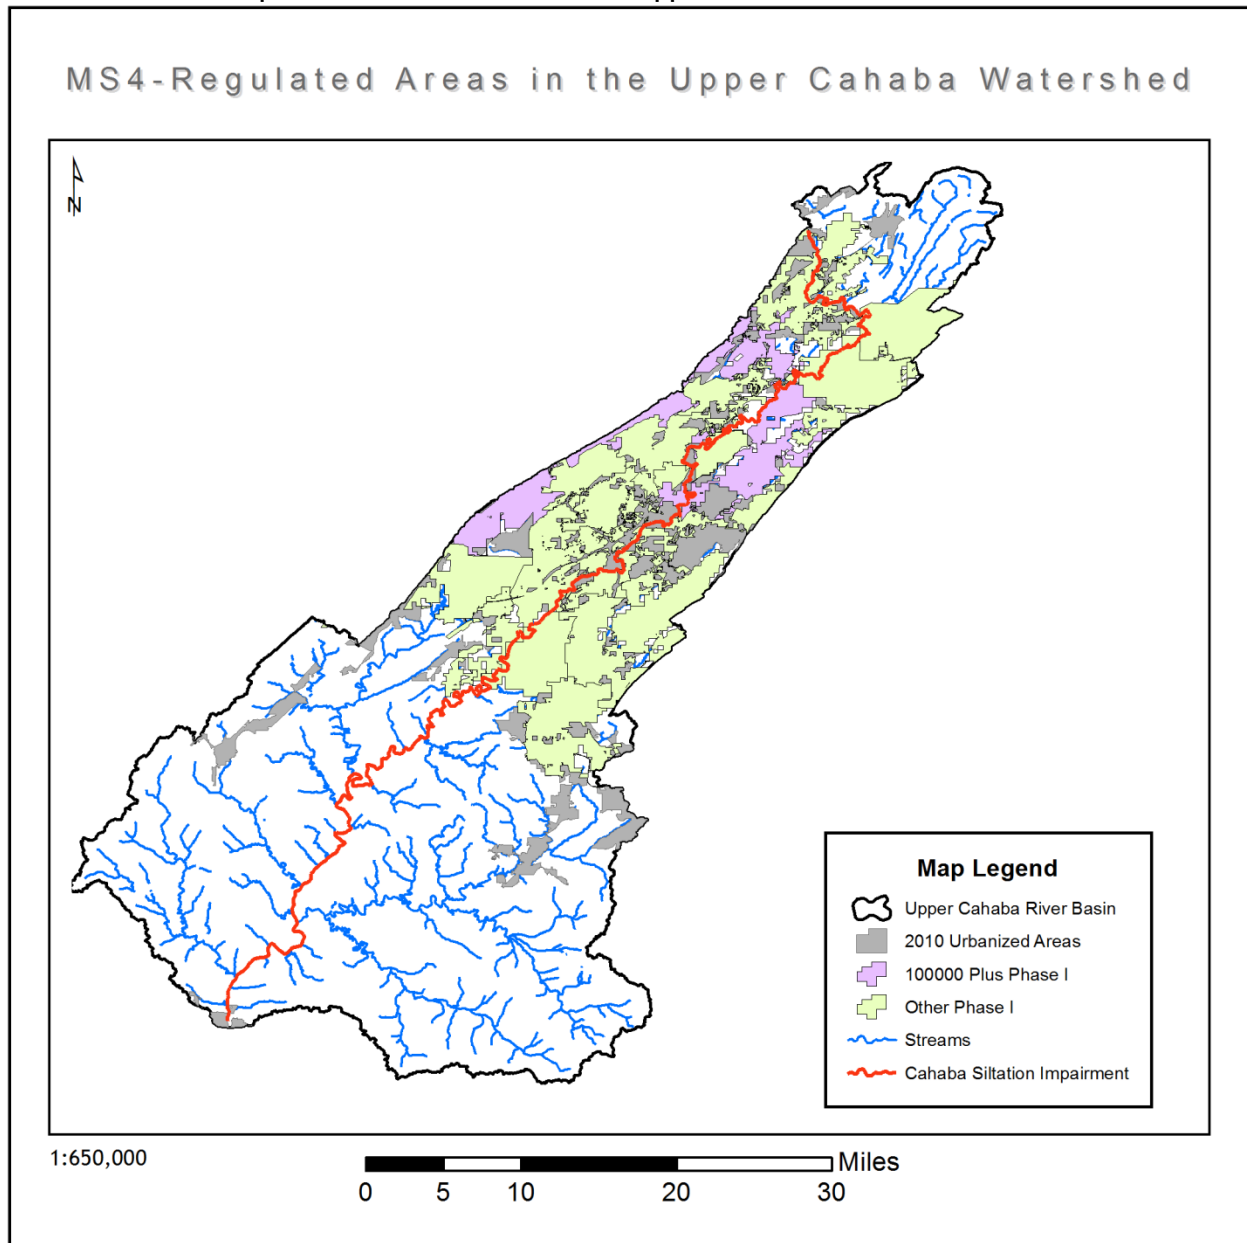 MS4-Regulated Areas in the Upper Cahaba Watershed
N
Map Legend
Upper Cahaba River Basin
2010 Urbanized Areas
100000 Plus Phase I
Other Phase I
Streams
Cahaba Siltation Impairment
1:650,000
Miles
0 5 10 20 30